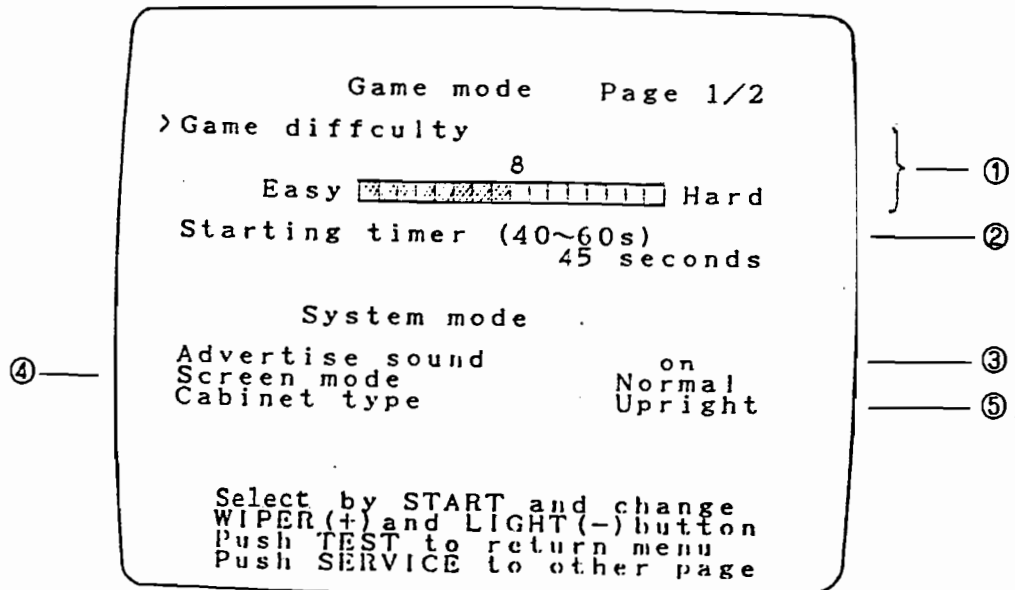 Game mode Page 1/2
>Game diffculty
①
8
Easy Hard
Starting timer (40~60s) ②
45 seconds
System mode
Advertise sound on ③
④ Screen mode Normal
Cabinet type Upright ⑤
Select by START and change
WIPER(+)and LIGHT(-)button
Push TEST to return menu
Push SERVICE to other page